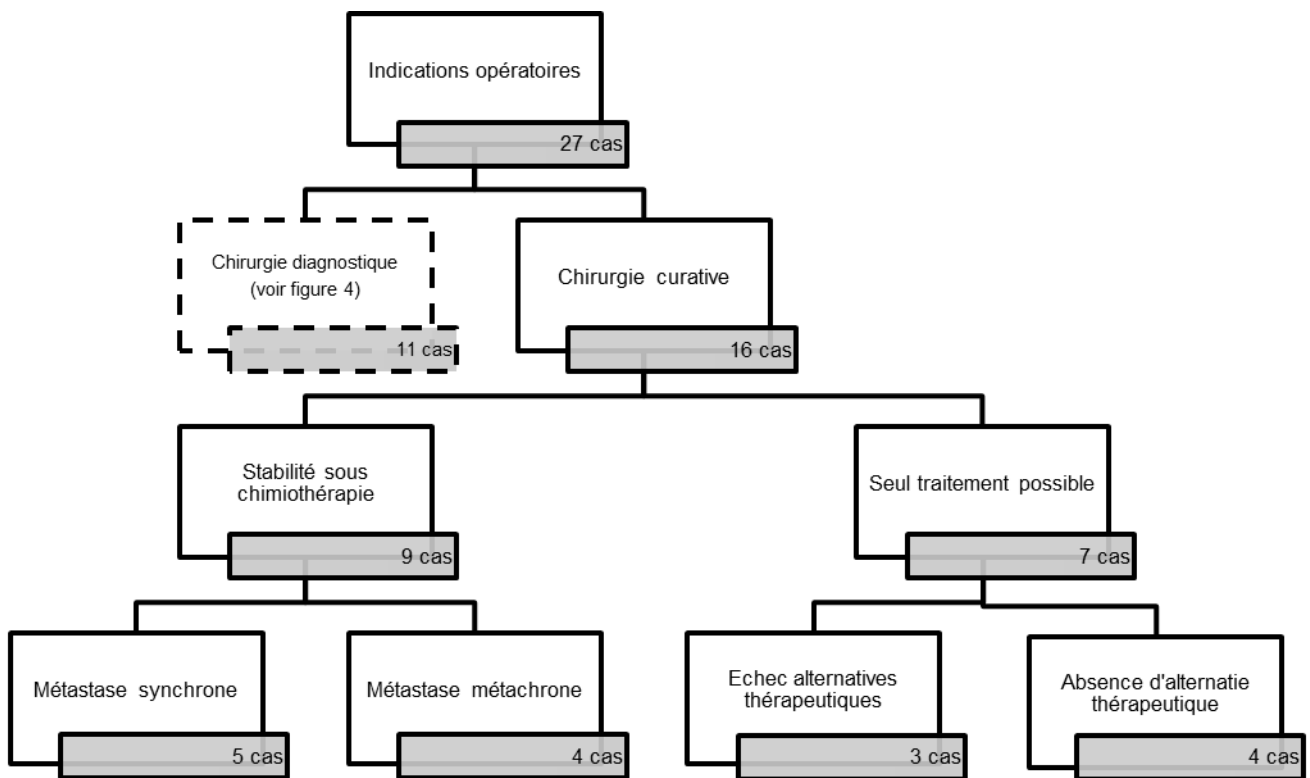 Indications opératoires
27 cas
Chirurgie diagnostique
(voir figure 4)
11 cas
Chirurgie curative
16 cas
Stabilité sous
chimiothérapie
9 cas
Seul traitement possible
7 cas
Métastase synchrone
5 cas
Métastase métachrone
4 cas
Echec alternatives
thérapeutiques
3 cas
Absence d'alternatie
thérapeutique
4 cas